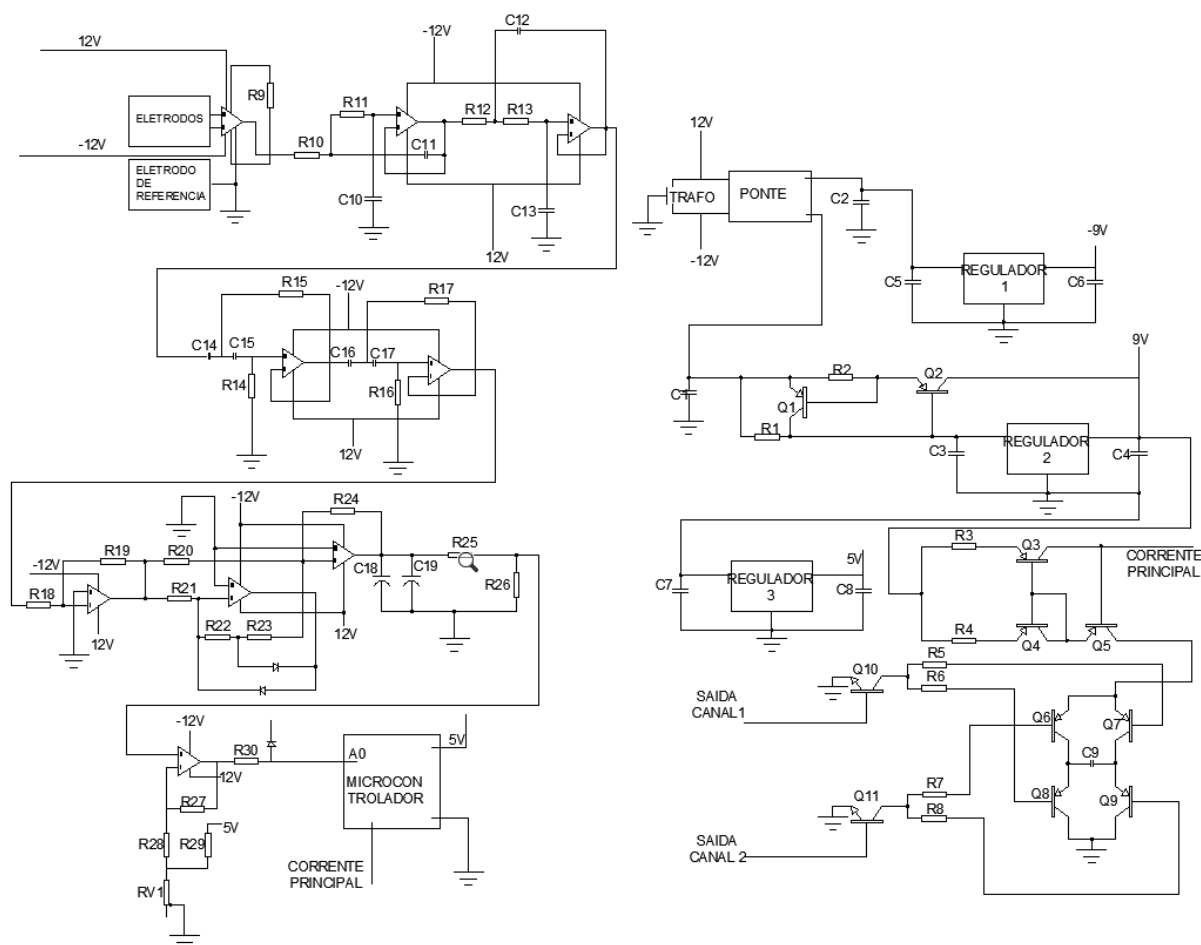 12V
-12V
ELETRODOS
ELETRODO
DE
REFERENCIA
R9
R10
R11
C10
-12V
C11
R12
R13
C12
C13
12V
C14
C15
R15
R14
-12V
C16
C17
R17
R16
12V
R18
-12V
R19
12V
R20
R21
-12V
R22
R23
R24
12V
C18
C19
R25
R26
-12V
12V
R27
R28
R29
5V
RV1
R30
A0
MICROCON
TROLADOR
5V
CORRENTE
PRINCIPAL
12V
TRAFO
-12V
PONTE
C2
C5
REGULADOR
1
-9V
C6
C1
R1
Q1
R2
Q2
9V
C3
REGULADOR
2
C4
C7
REGULADOR
3
5V
C8
R3
Q3
CORRENTE
PRINCIPAL
R4
Q4
Q5
SAIDA
CANAL1
Q10
R5
R6
Q6
Q7
C9
Q8
Q9
SAIDA
CANAL 2
Q11
R7
R8